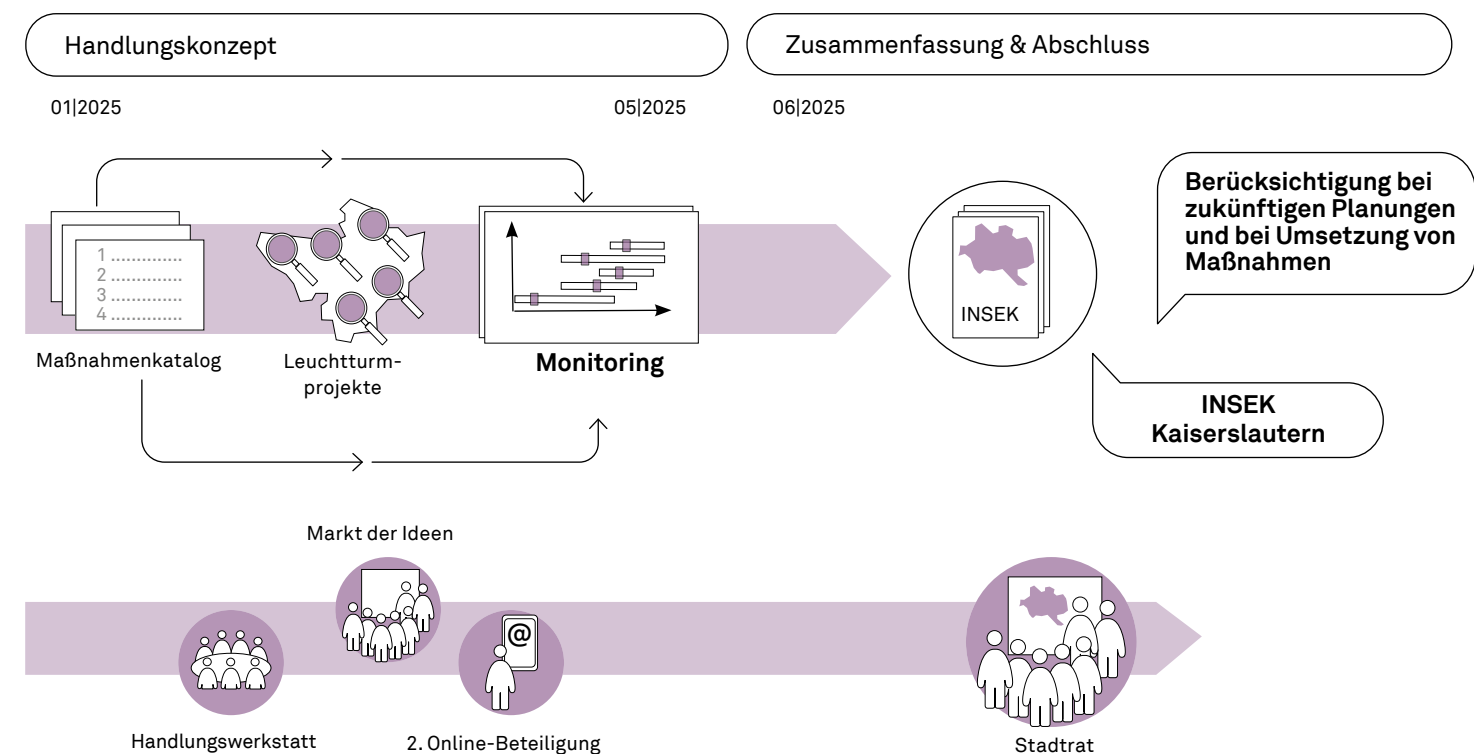 Handlungskonzept
Zusammenfassung & Abschluss
01|2025
05|2025
06|2025
1 ..............
2 ..............
3 ..............
4 ..............
Maßnahmenkatalog
Leuchtturm-
projekte
Monitoring
INSEK
Berücksichtigung bei
zukünftigen Planungen
und bei Umsetzung von
Maßnahmen
INSEK
Kaiserslautern
Markt der Ideen
@
Handlungswerkstatt
2. Online-Beteiligung
Stadtrat